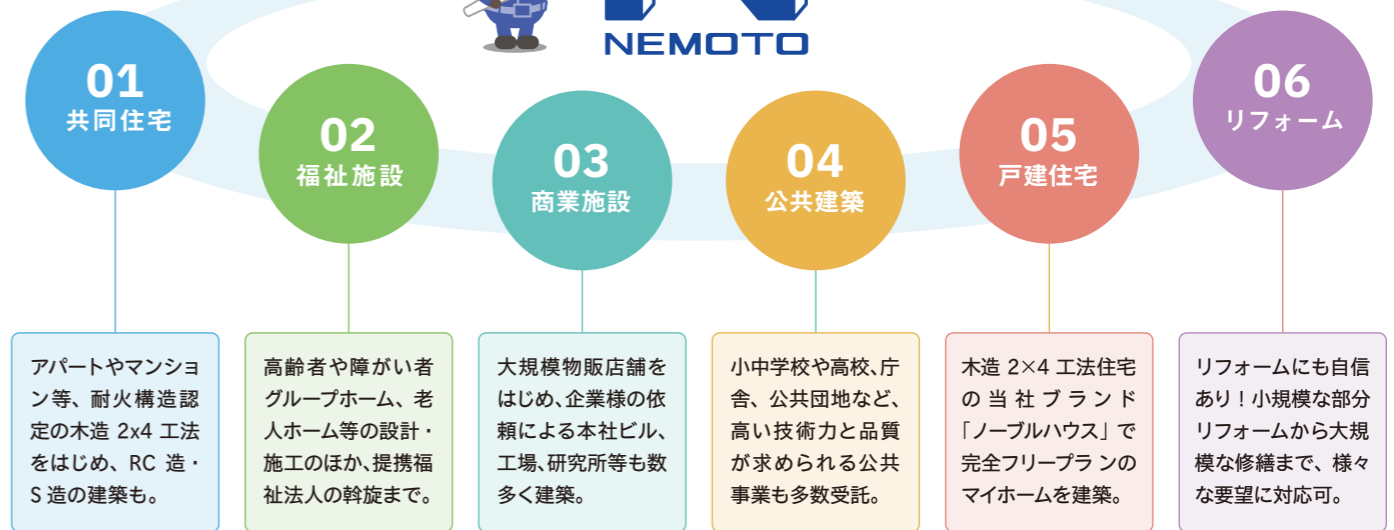 NEMOTO
01
共同住宅
02
福祉施設
03
商業施設
04
公共建築
05
戸建住宅
06
リフォーム
アパートやマンショ
ン等、耐火構造認
定の木造 2x4 工法
をはじめ、RC 造・
S 造の建築も。
高齢者や障がい者
グループホーム、老
人ホーム等の設計・
施工のほか、提携福
祉法人の斡旋まで。
大規模物販店舗を
はじめ、企業様の依
頼による本社ビル、
工場、研究所等も数
多く建築。
小中学校や高校、庁
舎、公共団地など、
高い技術力と品質
が求められる公共
事業も多数受託。
木造 2×4 工法住宅
の当社ブランド
「ノーブルハウス」で
完全フリープランの
マイホームを建築。
リフォームにも自信
あり！小規模な部分
リフォームから大規
模な修繕まで、様々
な要望に対応可。